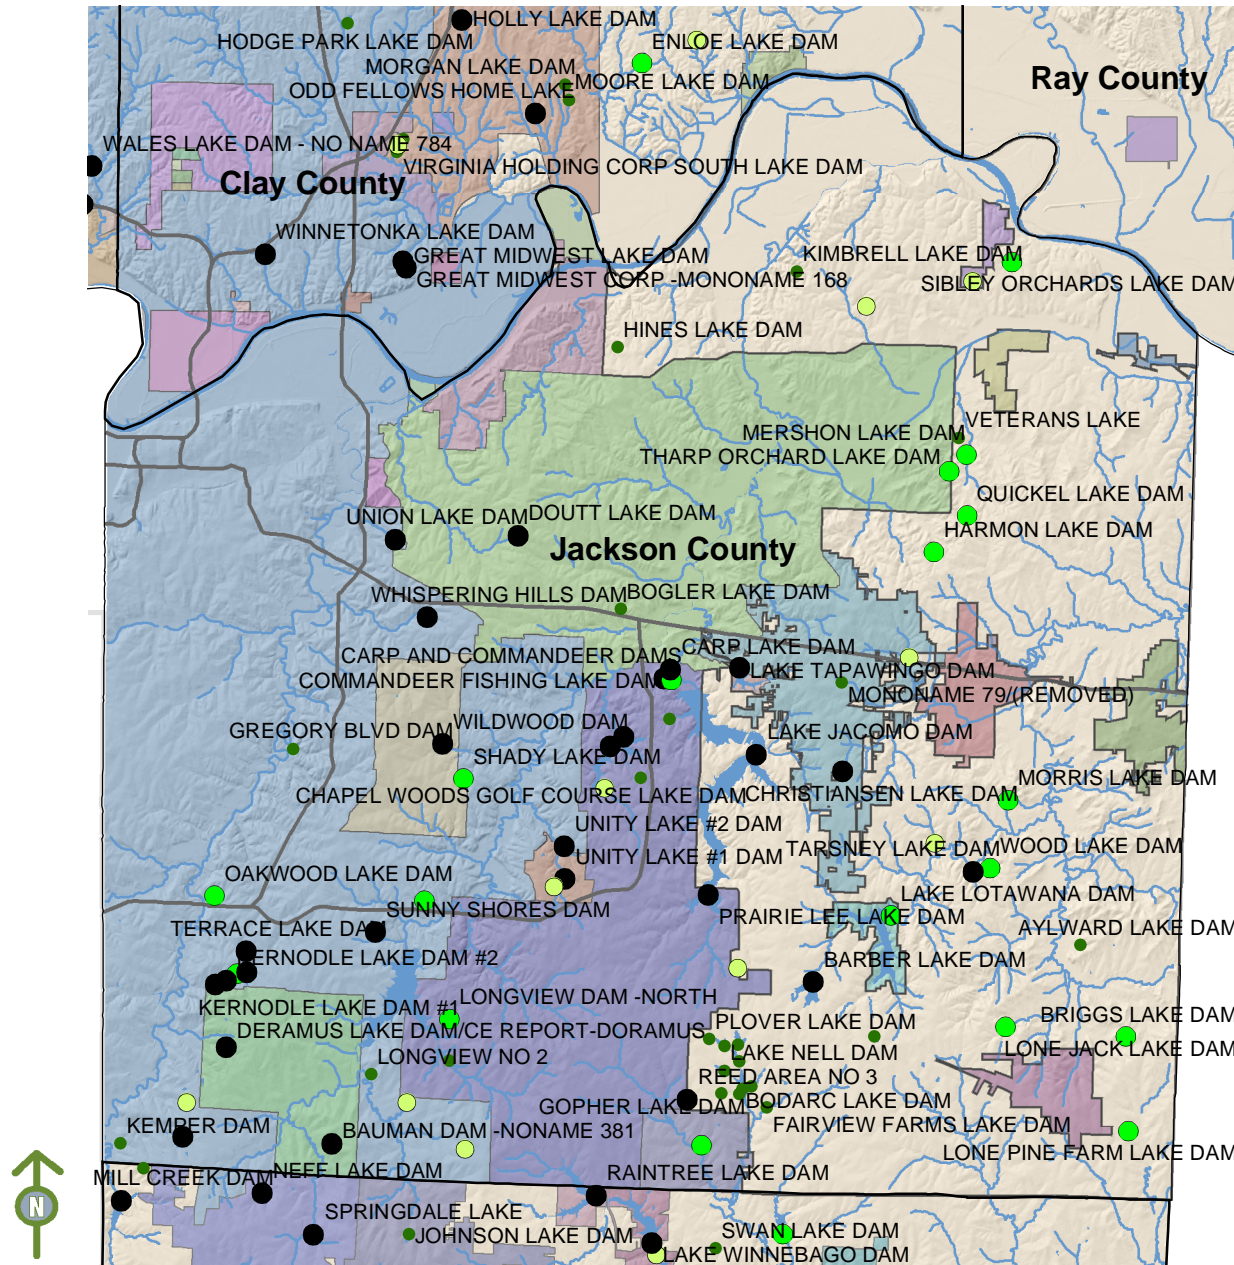 HOLLY LAKE DAM
HODGE PARK LAKE DAM
ENLOE LAKE DAM
MORGAN LAKE DAM
Ray County
MOORE LAKE DAM
ODD FELLOWS HOME LAKE
WALES LAKE DAM - NO NAME 784
VIRGINIA HOLDING CORP SOUTH LAKE DAM
Clay County
WINNETONKA LAKE DAM
GREAT MIDWEST LAKE DAM
KIMBRELL LAKE DAM
GREAT MIDWEST CORP -MONONAME 168
SIBLEY ORCHARDS LAKE DAM
HINES LAKE DAM
VETERANS LAKE
MERSHON LAKE DAM
THARP ORCHARD LAKE DAM
QUICKEL LAKE DAM
UNION LAKE DAM
DOUTT LAKE DAM
HARMON LAKE DAM
Jackson County
WHISPERING HILLS DAM
BOGLER LAKE DAM
CARP LAKE DAM
CARP AND COMMANDEER DAMS
LAKE TAPAWINGO DAM
COMMANDEER FISHING LAKE DAM
MONONAME 79/(REMOVED)
GREGORY BLVD DAM
WILDWOOD DAM
LAKE JACOMO DAM
SHADY LAKE DAM
MORRIS LAKE DAM
CHAPEL WOODS GOLF COURSE LAKE DAM
CHRISTIANSEN LAKE DAM
UNITY LAKE #2 DAM
TARSNEY LAKE DAM
WOOD LAKE DAM
UNITY LAKE #1 DAM
OAKWOOD LAKE DAM
LAKE LOTAWANA DAM
SUNNY SHORES DAM
PRAIRIE LEE LAKE DAM
TERRACE LAKE DAM
AYLWARD LAKE DAM
KERNODLE LAKE DAM #2
BARBER LAKE DAM
LONGVIEW DAM -NORTH
KERNODLE LAKE DAM #1
BRIGGS LAKE DAM
PLOVER LAKE DAM
DERAMUS LAKE DAM/CE REPORT-DORAMUS
LONE JACK LAKE DAM
LONGVIEW NO 2
LAKE NELL DAM
REED AREA NO 3
GOPHER LAKE DAM
BODARC LAKE DAM
KEMPER DAM
BAUMAN DAM -NONAME 381
FAIRVIEW FARMS LAKE DAM
LONE PINE FARM LAKE DAM
MILL CREEK DAM
NEFF LAKE DAM
RAINTREE LAKE DAM
SPRINGDALE LAKE
JOHNSON LAKE DAM
SWAN LAKE DAM
LAKE WINNEBAGO DAM
N